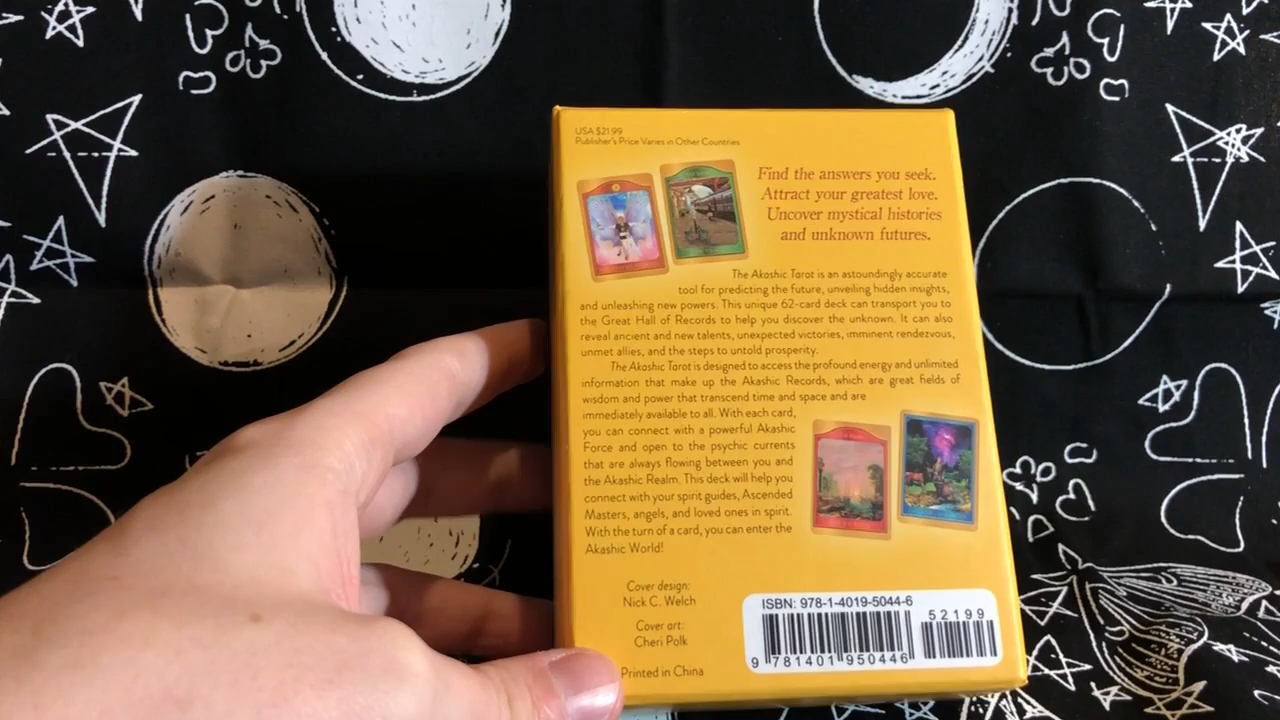 USA $21.99
Publisher's Price Varies in Other Countries
Find the answers you seek.
Attract your greatest love.
Uncover mystical histories
and unknown futures.
The Akashic Tarot is an astoundingly accurate
tool for predicting the future, unveiling hidden insights,
and unleashing new powers. This unique 62-card deck can transport you to
the Great Hall of Records to help you discover the unknown. It can also
reveal ancient and new talents, unexpected victories, imminent rendezvous,
unmet allies, and the steps to untold prosperity.
The Akashic Tarot is designed to access the profound energy and unlimited
information that make up the Akashic Records, which are great fields of
wisdom and power that transcend time and space and are
immediately available to all. With each card,
you can connect with a powerful Akashic
Force and open to the psychic currents
that are always flowing between you and
the Akashic Realm. This deck will help you
connect with your spirit guides, Ascended
Masters, angels, and loved ones in spirit.
With the turn of a card, you can enter the
Akashic World!
Cover design:
Nick C. Welch
Cover art:
Cheri Polk
Printed in China
ISBN: 978-1-4019-5044-6
52199
9 781401 950446